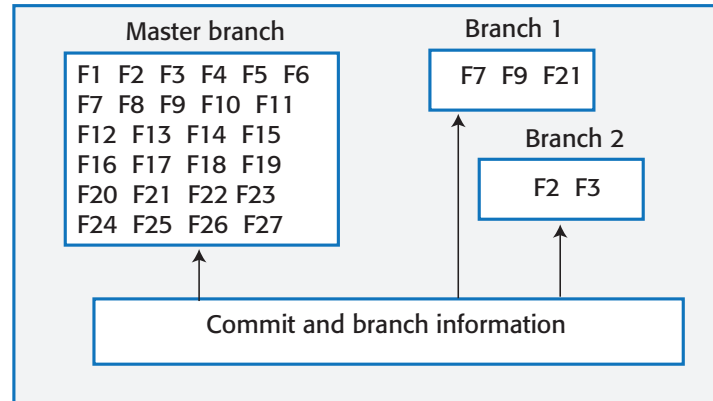 Master branch
F1 F2 F3 F4 F5 F6
F7 F8 F9 F10 F11
F12 F13 F14 F15
F16 F17 F18 F19
F20 F21 F22 F23
F24 F25 F26 F27
Branch 1
F7 F9 F21
Branch 2
F2 F3
Commit and branch information